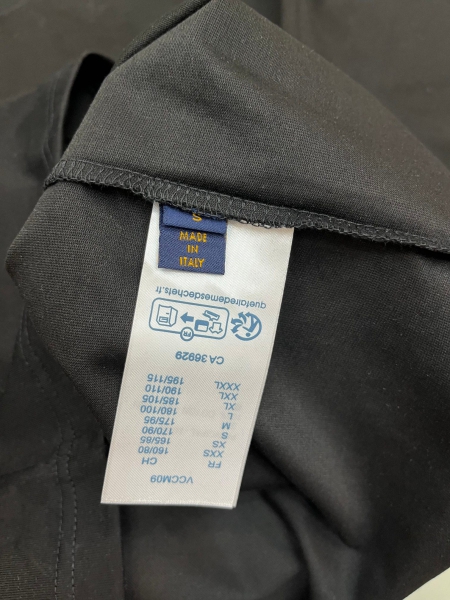 S
MADE
IN
ITALY
VCCM09
FR CH
XXS 160/80
XS 165/85
S 170/90
M 175/95
L 180/100
XL 185/105
XXL 190/110
XXXL 195/115
CA 36929
FR
quefairedemesdechets.fr